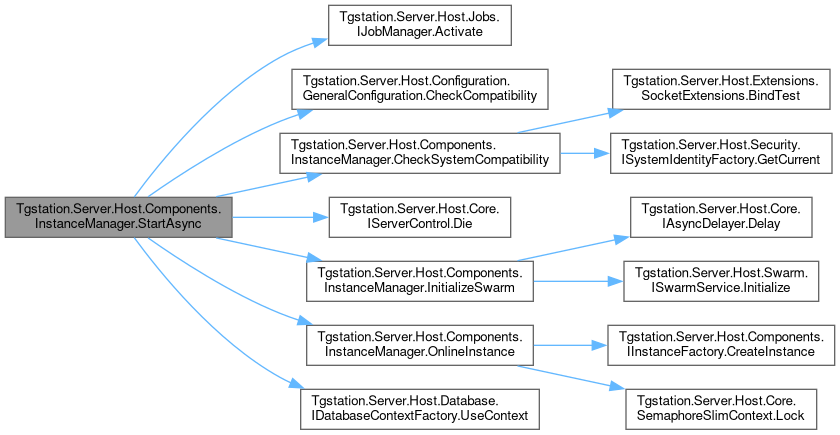 Tgstation.Server.Host.Components.
InstanceManager.StartAsync
Tgstation.Server.Host.Jobs.
IJobManager.Activate
Tgstation.Server.Host.Configuration.
GeneralConfiguration.CheckCompatibility
Tgstation.Server.Host.Components.
InstanceManager.CheckSystemCompatibility
Tgstation.Server.Host.Extensions.
SocketExtensions.BindTest
Tgstation.Server.Host.Security.
ISystemIdentityFactory.GetCurrent
Tgstation.Server.Host.Core.
IServerControl.Die
Tgstation.Server.Host.Components.
InstanceManager.InitializeSwarm
Tgstation.Server.Host.Core.
IAsyncDelayer.Delay
Tgstation.Server.Host.Swarm.
ISwarmService.Initialize
Tgstation.Server.Host.Components.
InstanceManager.OnlineInstance
Tgstation.Server.Host.Components.
IInstanceFactory.CreateInstance
Tgstation.Server.Host.Core.
SemaphoreSlimContext.Lock
Tgstation.Server.Host.Database.
IDatabaseContextFactory.UseContext